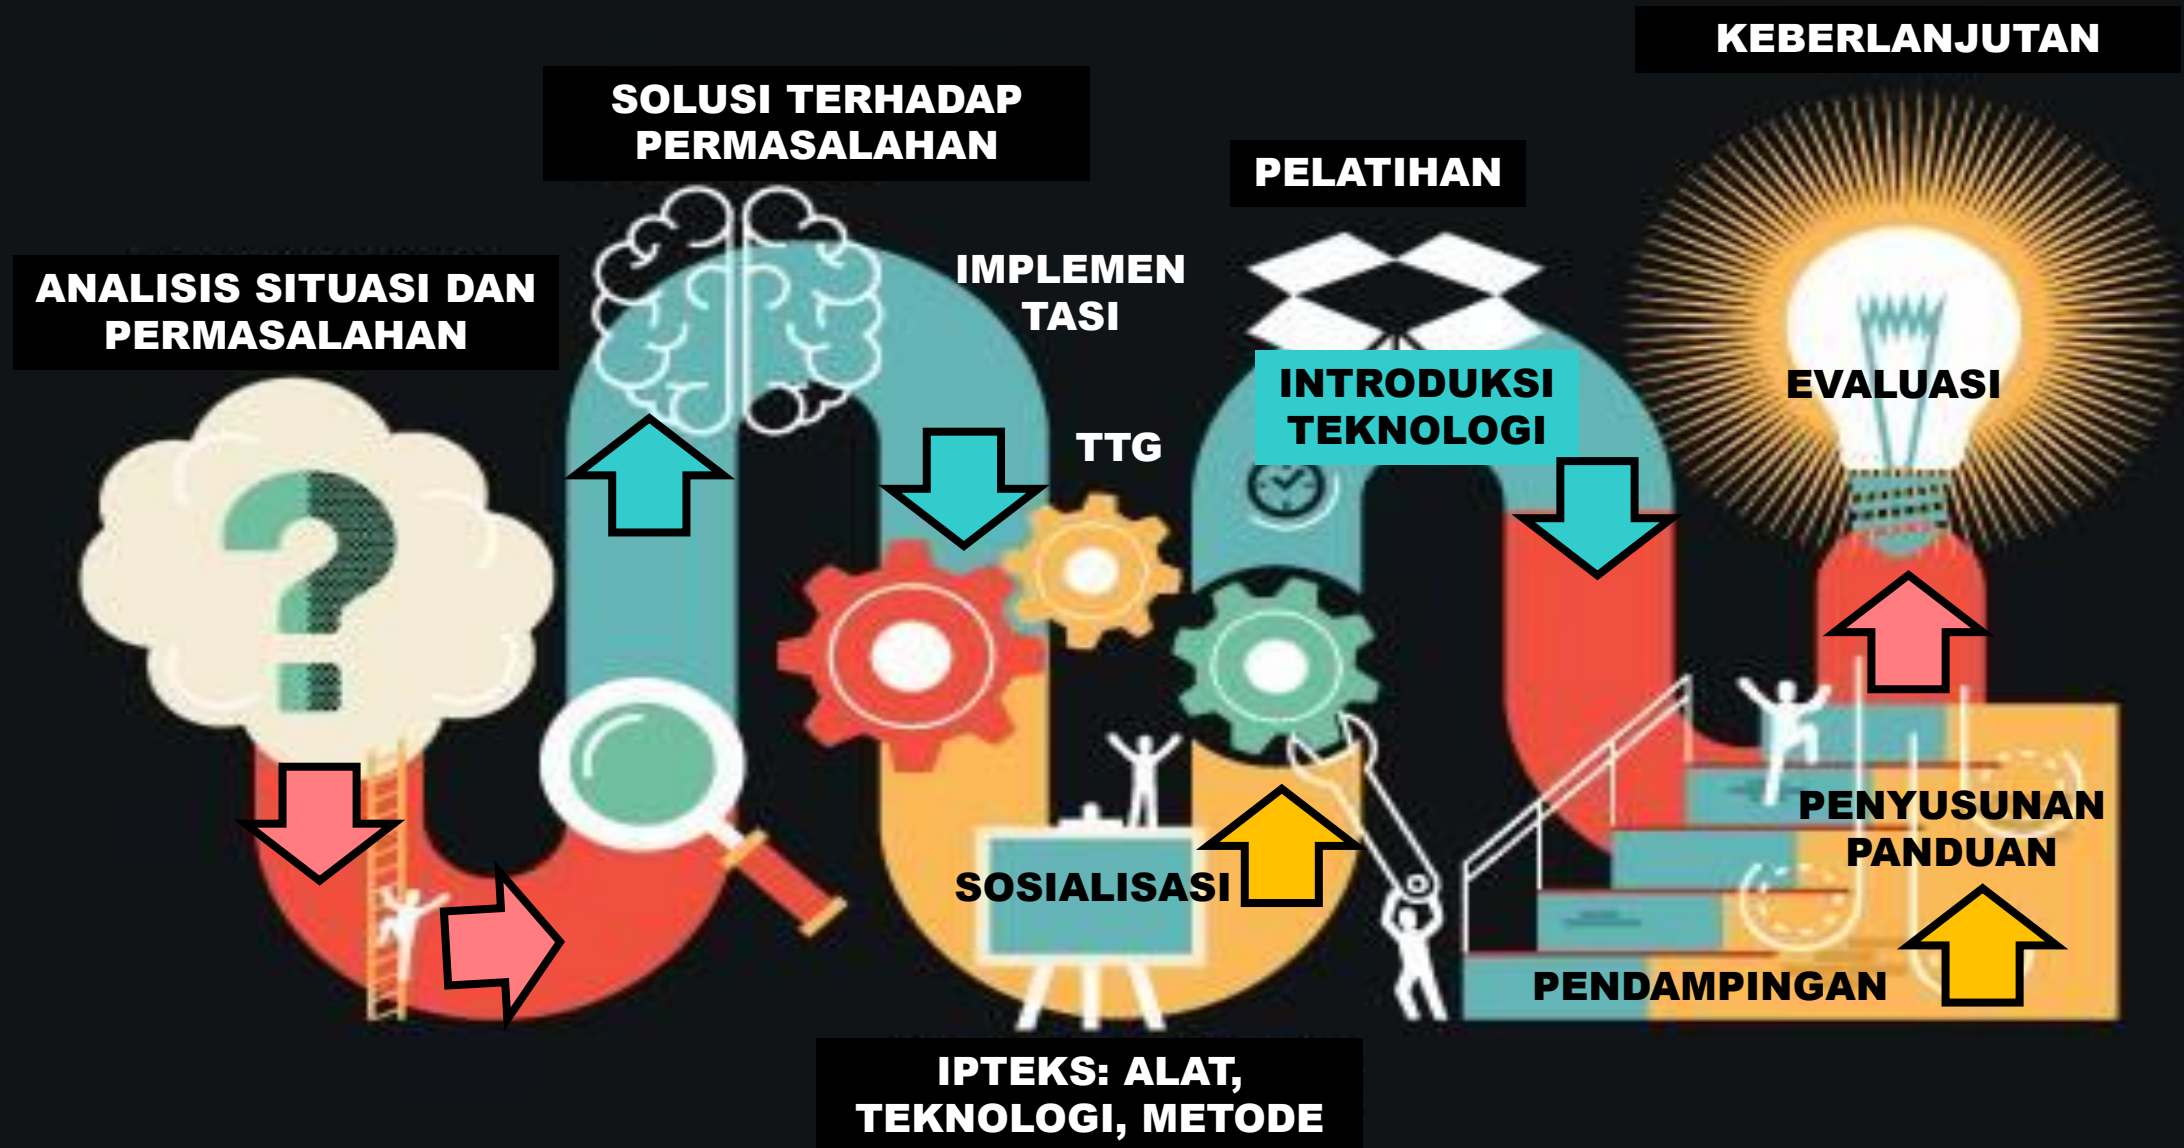 KEBERLANJUTAN
SOLUSI TERHADAP
PERMASALAHAN
PELATIHAN
ANALISIS SITUASI DAN
PERMASALAHAN
IMPLEMEN
TASI
INTRODUKSI
TEKNOLOGI
EVALUASI
TTG
SOSIALISASI
PENYUSUNAN
PANDUAN
PENDAMPINGAN
IPTEKS: ALAT,
TEKNOLOGI, METODE